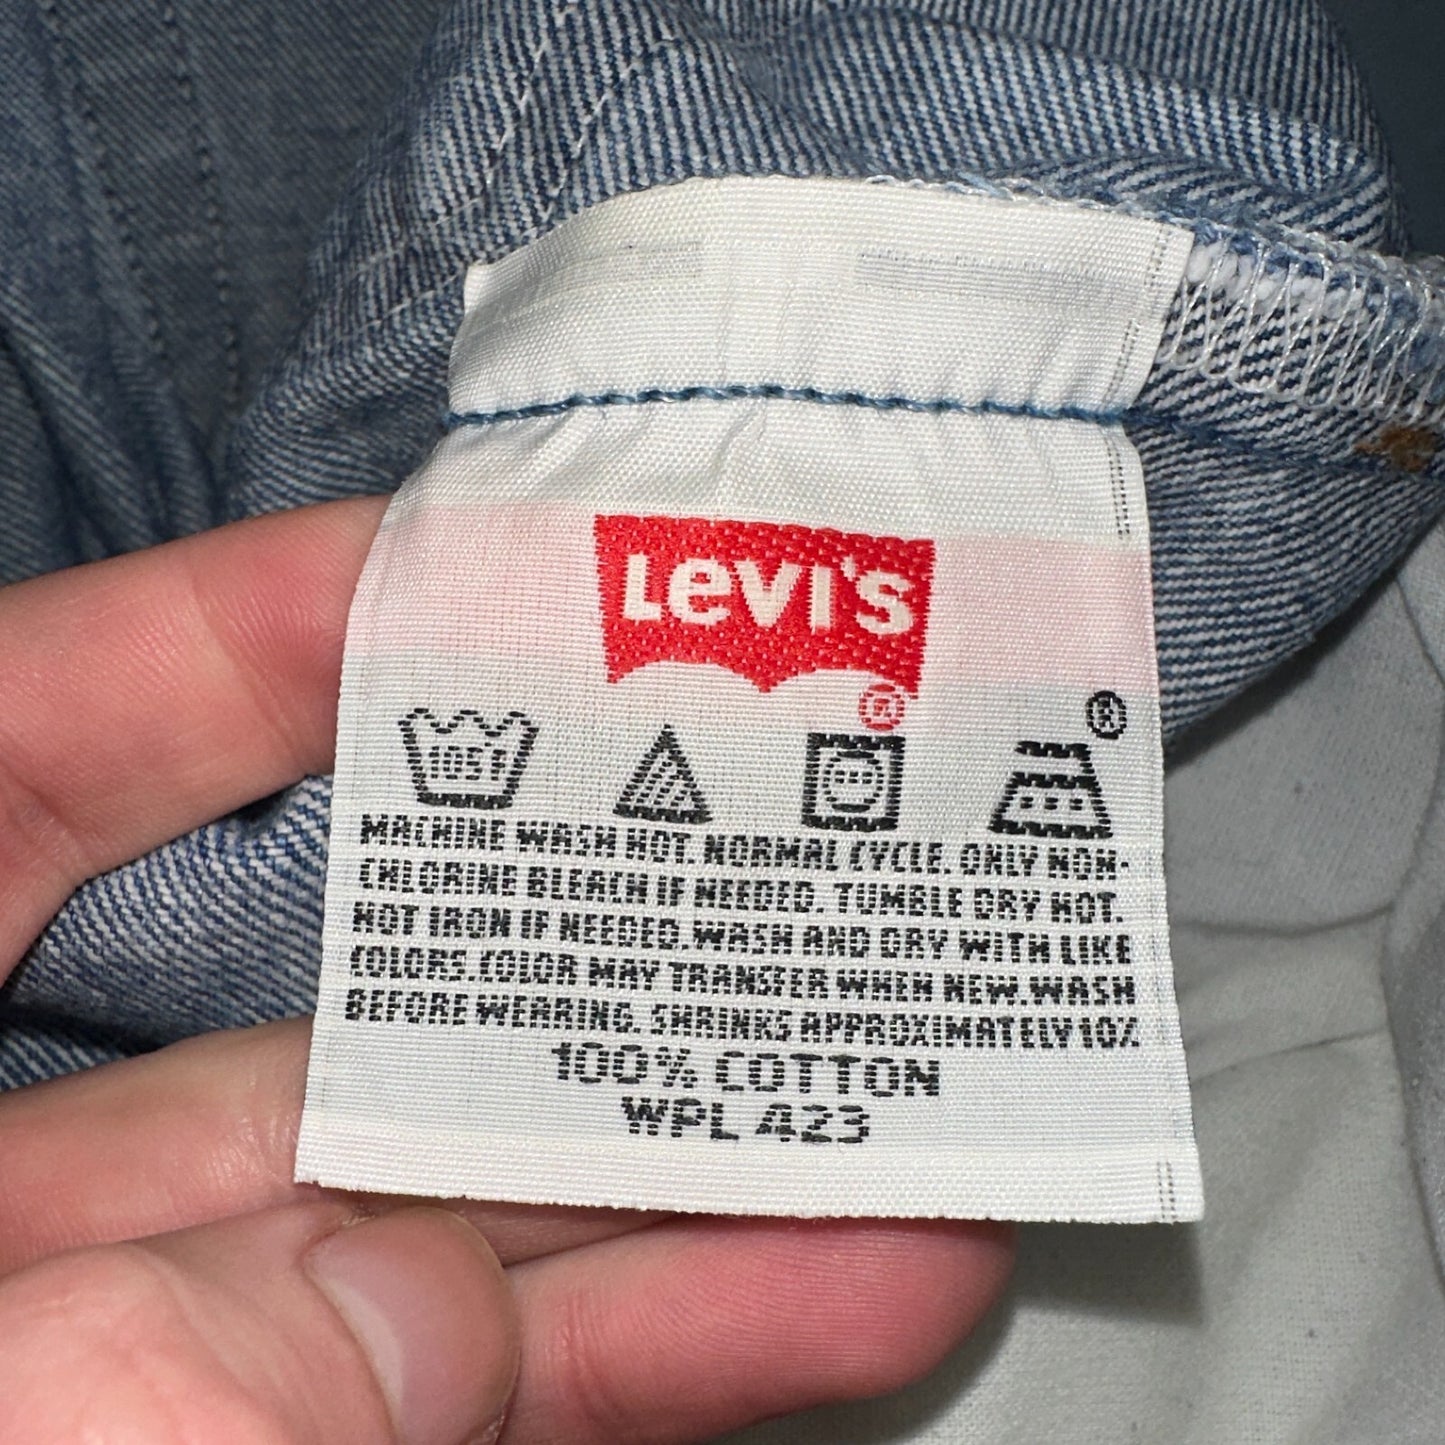 LEVI'S
®
®
105F
MACHINE WASH HOT. NORMAL CYCLE. ONLY NON-
CHLORINE BLEACH IF NEEDED. TUMBLE DRY HOT.
HOT IRON IF NEEDED. WASH AND DRY WITH LIKE
COLORS. COLOR MAY TRANSFER WHEN NEW. WASH
BEFORE WEARING. SHRINKS APPROXIMATELY 10%
100% COTTON
WPL 423